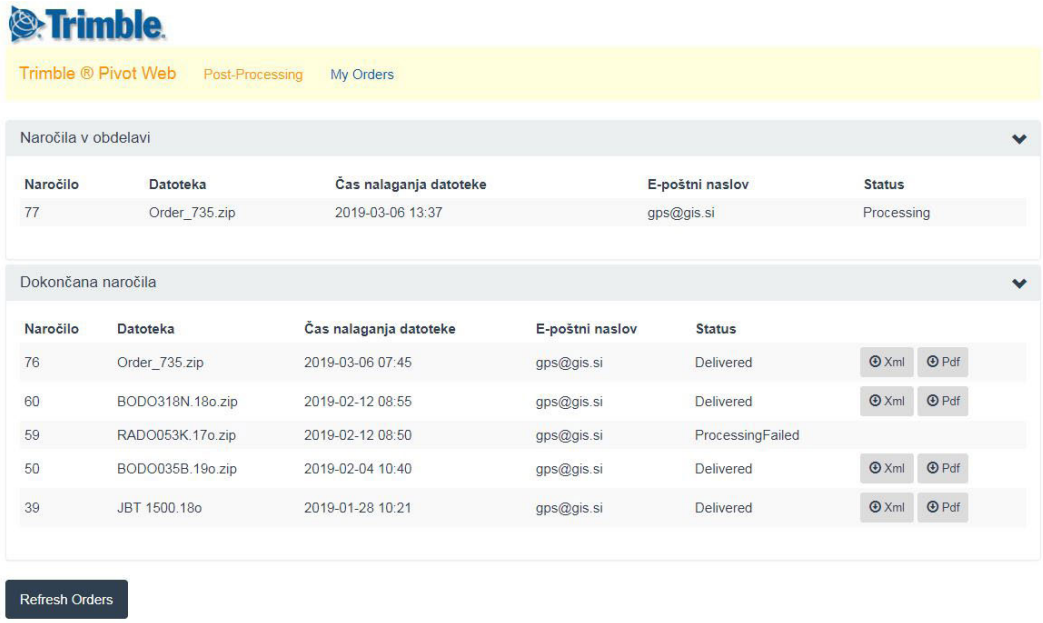 Trimble.
Trimble ® Pivot Web Post-Processing My Orders
Naročila v obdelavi
Naročilo Datoteka Čas nalaganja datoteke E-poštni naslov Status
77 Order_735.zip 2019-03-06 13:37 gps@gis.si Processing
Dokončana naročila
Naročilo Datoteka Čas nalaganja datoteke E-poštni naslov Status
76 Order_735.zip 2019-03-06 07:45 gps@gis.si Delivered Xml Pdf
60 BODO318N.18o.zip 2019-02-12 08:55 gps@gis.si Delivered Xml Pdf
59 RADO053K.17o.zip 2019-02-12 08:50 gps@gis.si ProcessingFailed
50 BODO035B.19o.zip 2019-02-04 10:40 gps@gis.si Delivered Xml Pdf
39 JBT 1500.18o 2019-01-28 10:21 gps@gis.si Delivered Xml Pdf
Refresh Orders